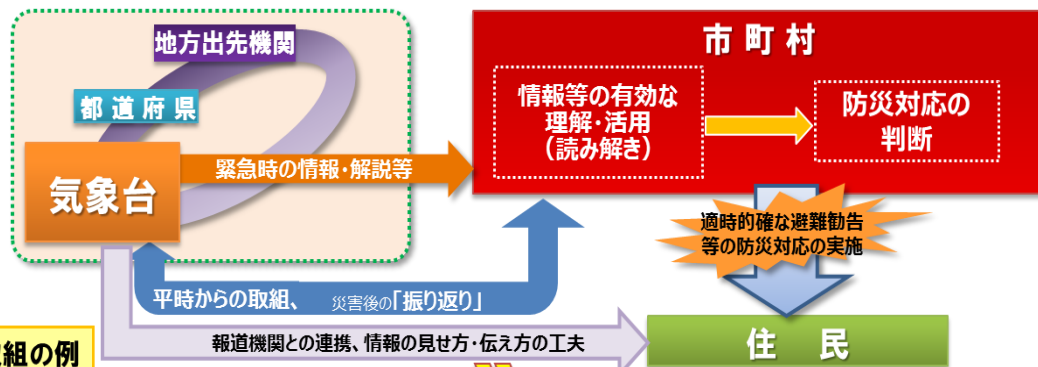 地方出先機関
都道府県
気象台
緊急時の情報・解説等
市町村
情報等の有効な
理解・活用
(読み解き)
防災対応の
判断
適時的確な避難勧告
等の防災対応の実施
平時からの取組、 災害後の「振り返り」
報道機関との連携、情報の見せ方・伝え方の工夫
住民
組の例